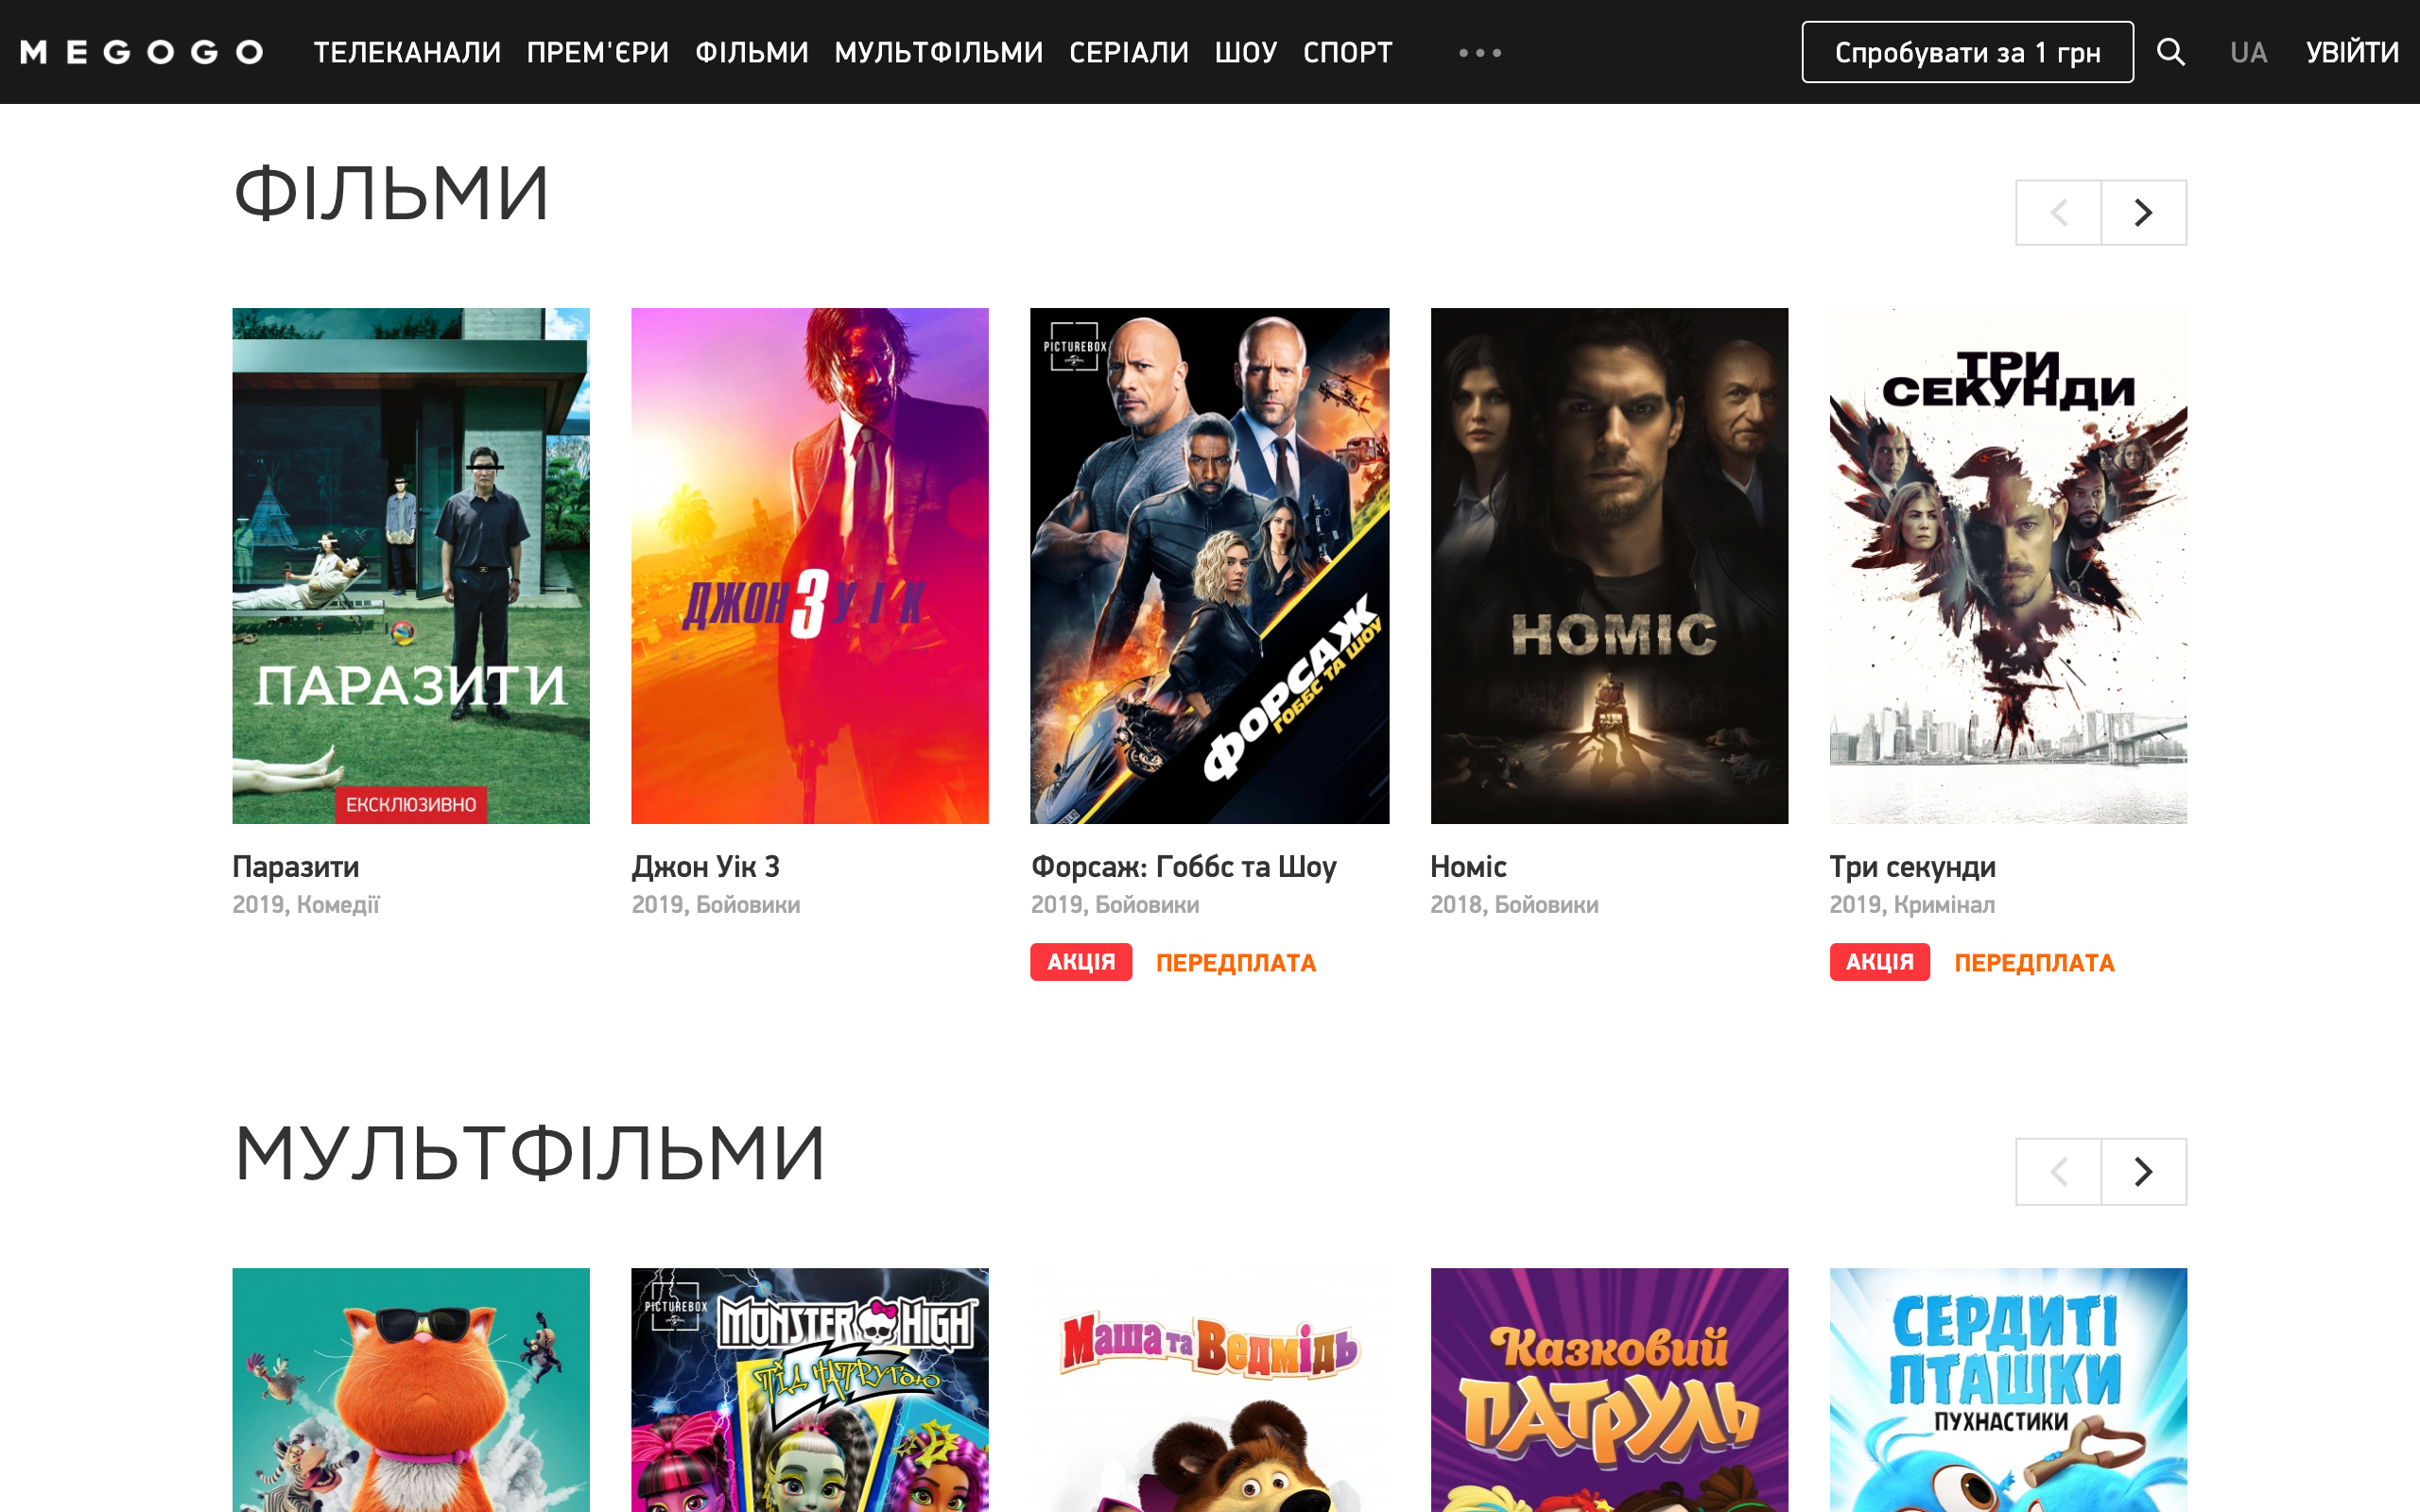 MEGOGO ТЕЛЕКАНАЛИ ПРЕМ'ЄРИ ФІЛЬМИ МУЛЬТФІЛЬМИ СЕРІАЛИ ШОУ СПОРТ ••• Спробувати за 1 грн UA УВІЙТИ
ФІЛЬМИ
ПАРАЗИТИ
ЕКСКЛЮЗИВНО
ДЖОН 3 УІК
PICTUREBOX
ФОРСАЖ
ГОББС ТА ШОУ
НОМІС
ТРИ
СЕКУНДИ
Паразити
2019, Комедії
Джон Уік 3
2019, Бойовики
Форсаж: Гоббс та Шоу
2019, Бойовики
АКЦІЯ ПЕРЕДПЛАТА
Номіс
2018, Бойовики
Три секунди
2019, Кримінал
АКЦІЯ ПЕРЕДПЛАТА
МУЛЬТФІЛЬМИ
PICTUREBOX
MONSTER HIGH
ПІД НАПРУГОЮ
Маша та Ведмідь
Казковий
ПАТРУЛЬ
СЕРДИТІ
ПТАШКИ
ПУХНАСТИКИ